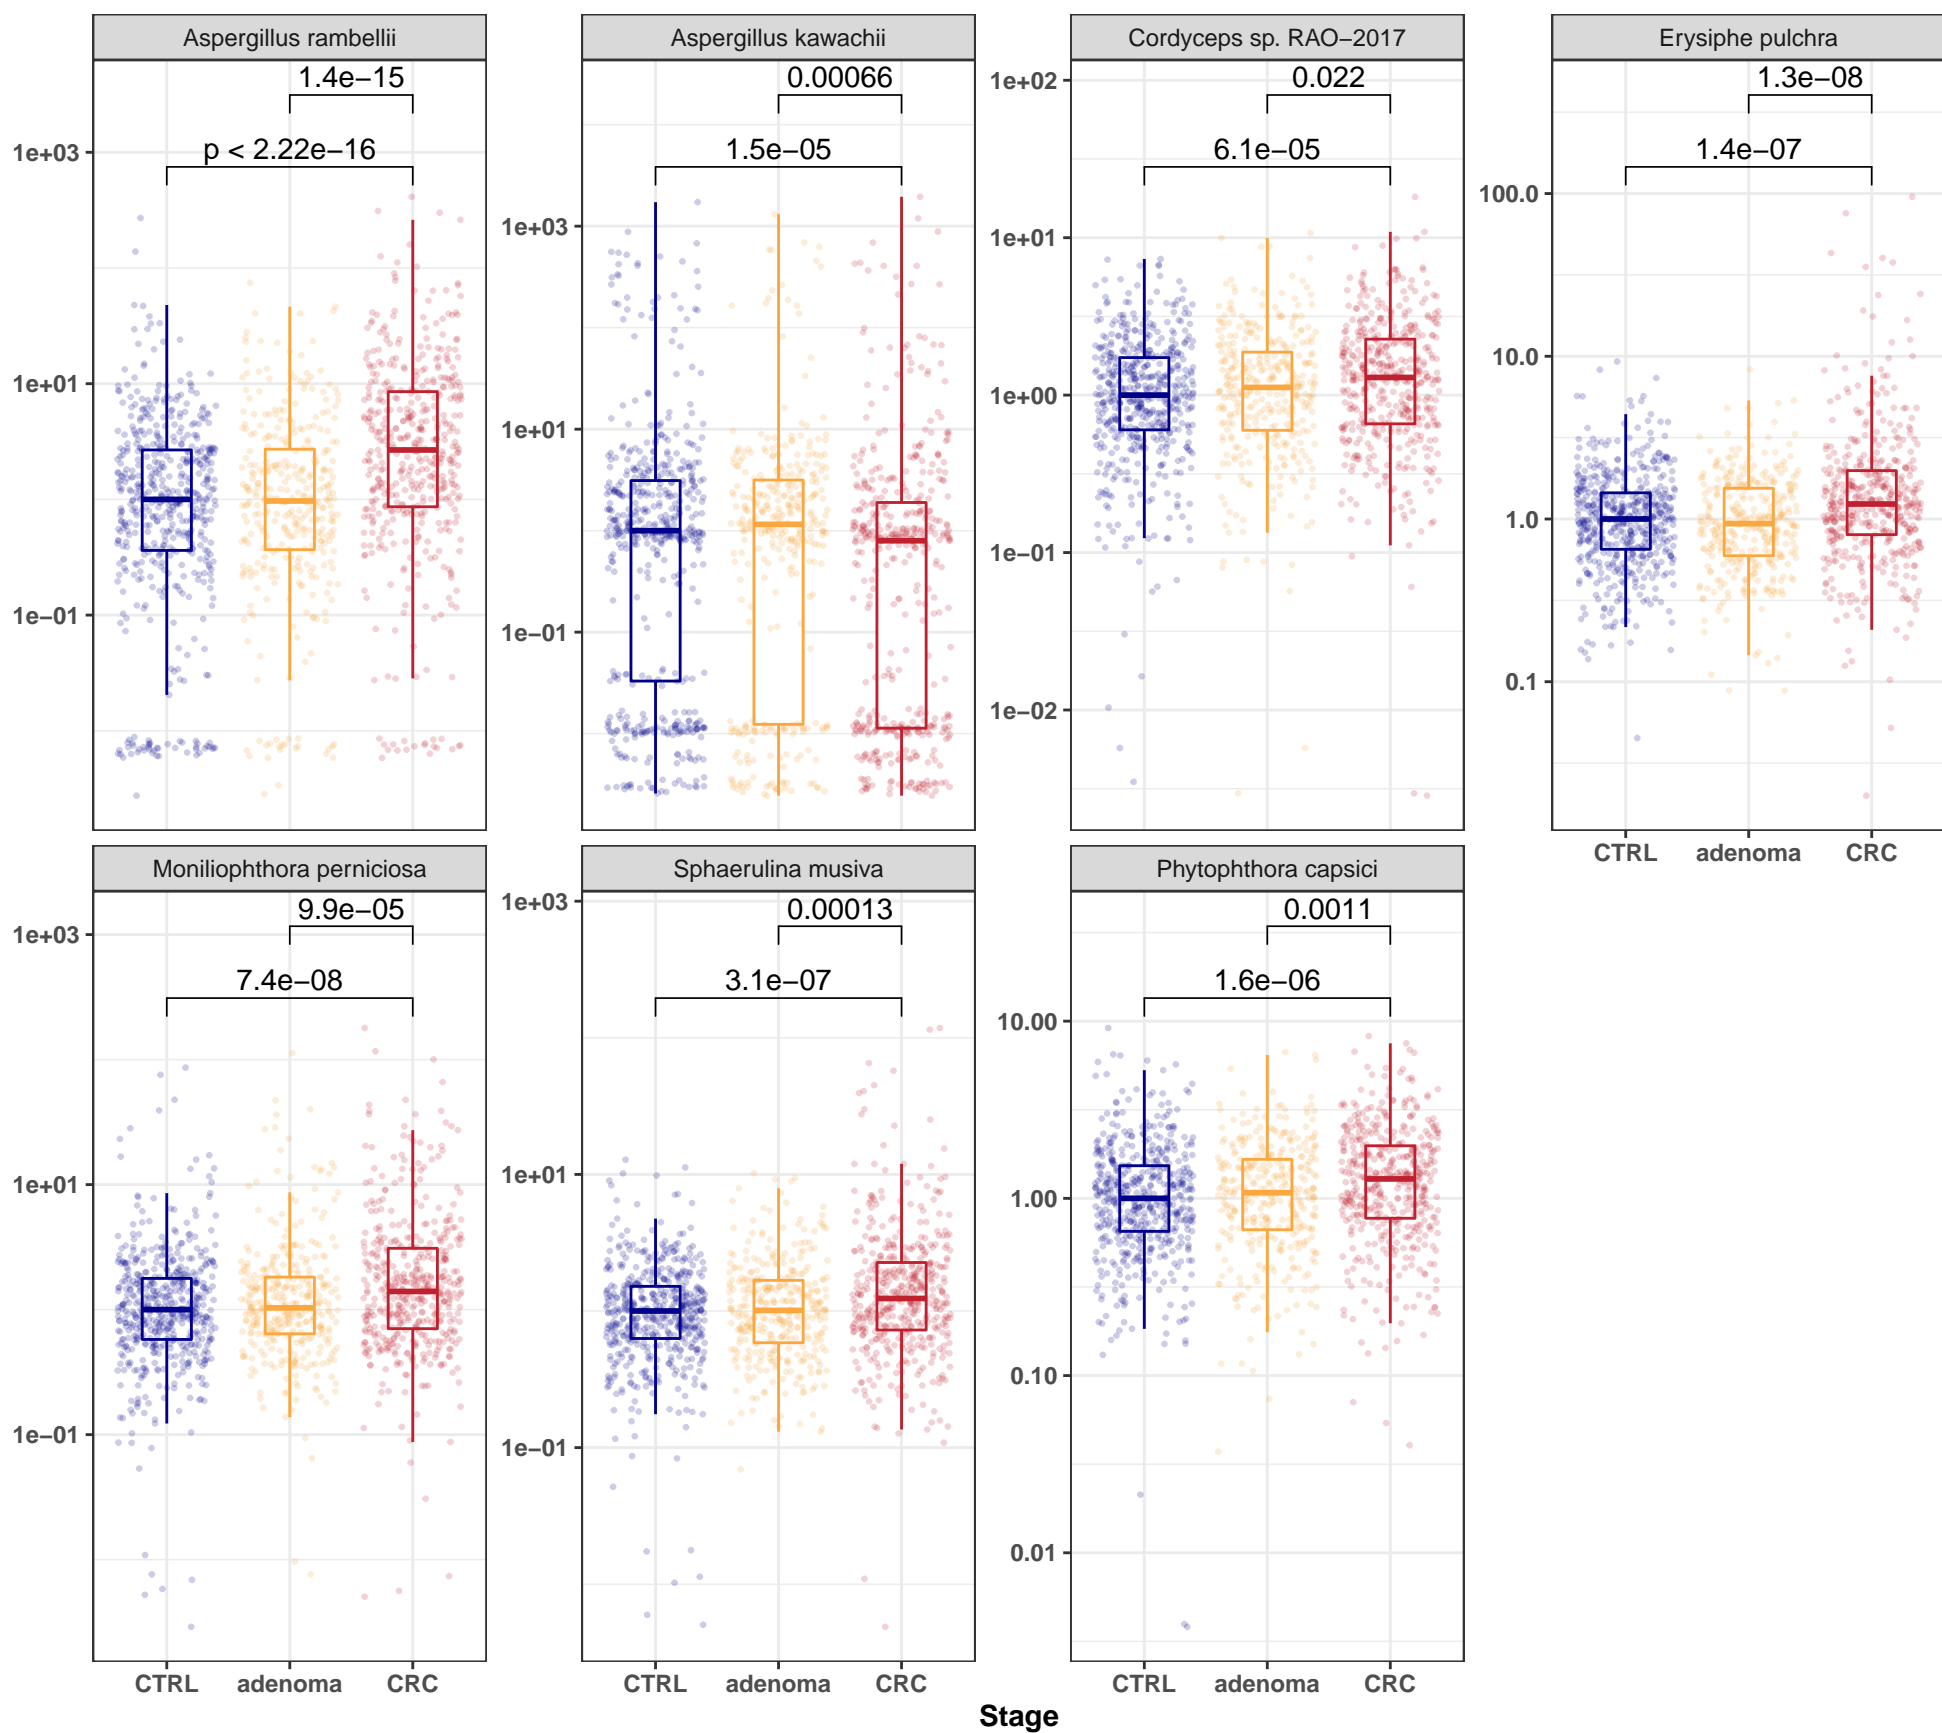 Aspergillus rambellii
Aspergillus kawachii
Cordyceps sp. RAO−2017
Erysiphe pulchra
1.4e−15
p < 2.22e−16
1e+03
1e+01
1e−01
0.00066
1.5e−05
1e+03
1e+01
1e−01
0.022
6.1e−05
1e+02
1e+01
1e+00
1e−01
1e−02
1.3e−08
1.4e−07
100.0
10.0
1.0
0.1
CTRL adenoma CRC
Moniliophthora perniciosa
Sphaerulina musiva
Phytophthora capsici
9.9e−05
7.4e−08
1e+03
1e+01
1e−01
CTRL adenoma CRC
0.00013
3.1e−07
1e+03
1e+01
1e−01
CTRL adenoma CRC
0.0011
1.6e−06
10.00
1.00
0.10
0.01
CTRL adenoma CRC
Stage